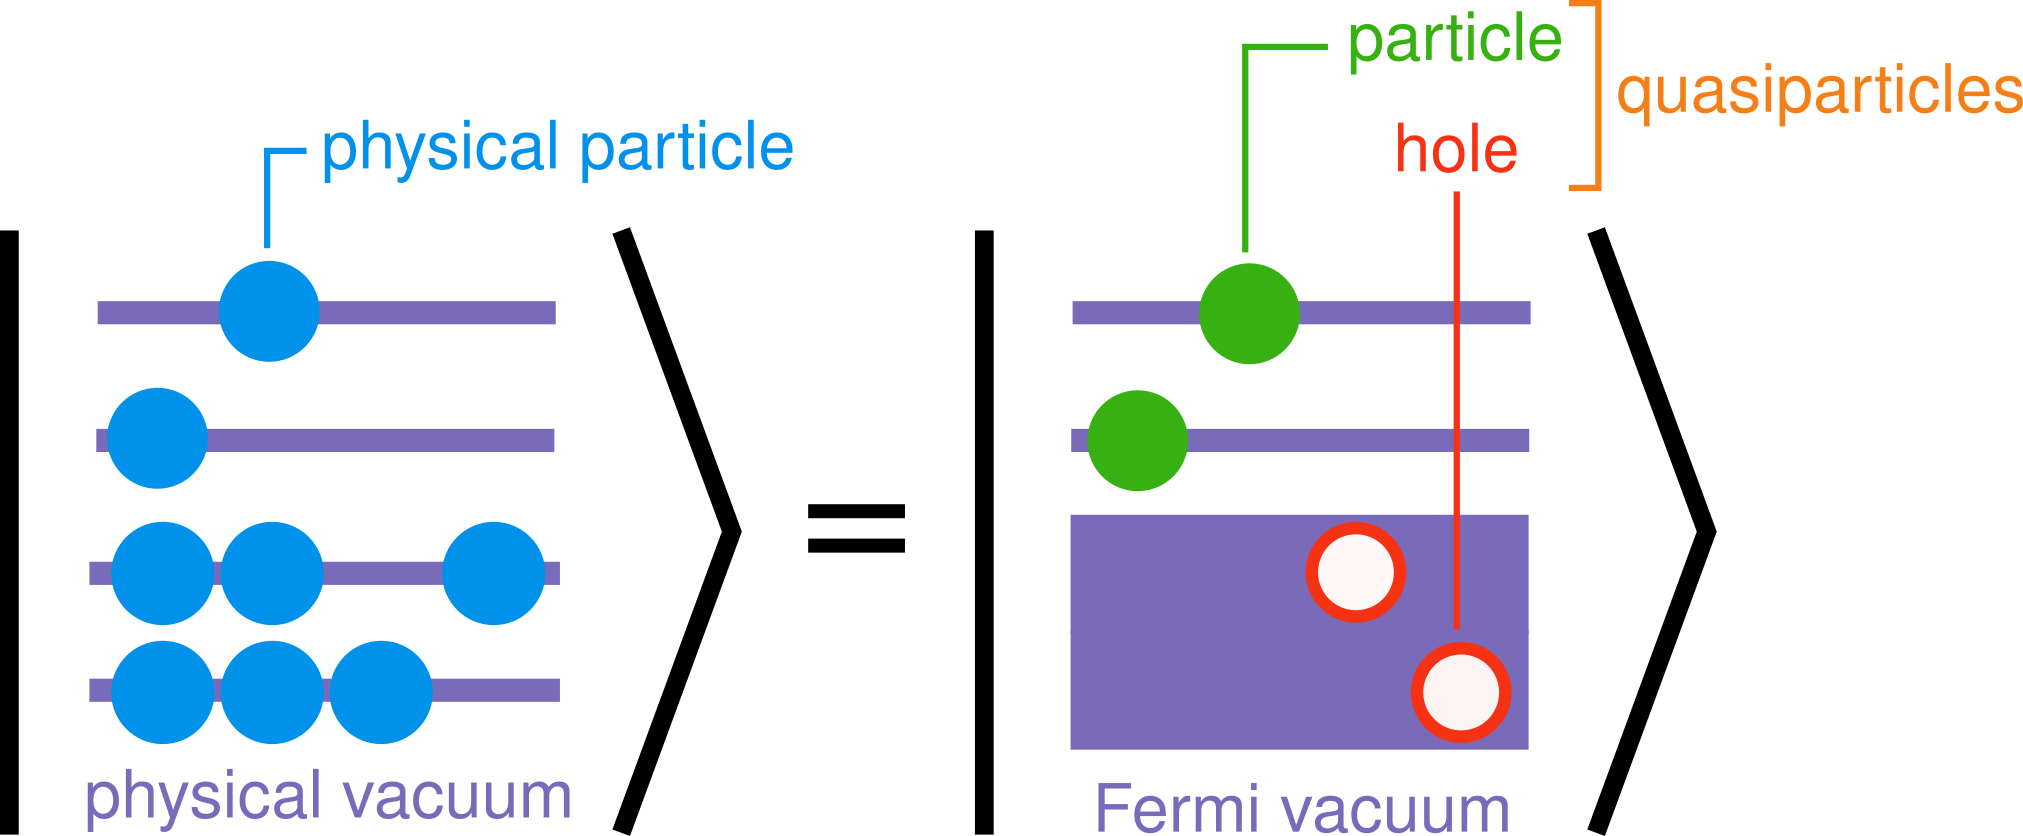 physical particle
physical vacuum
=
particle
hole
quasiparticles
Fermi vacuum